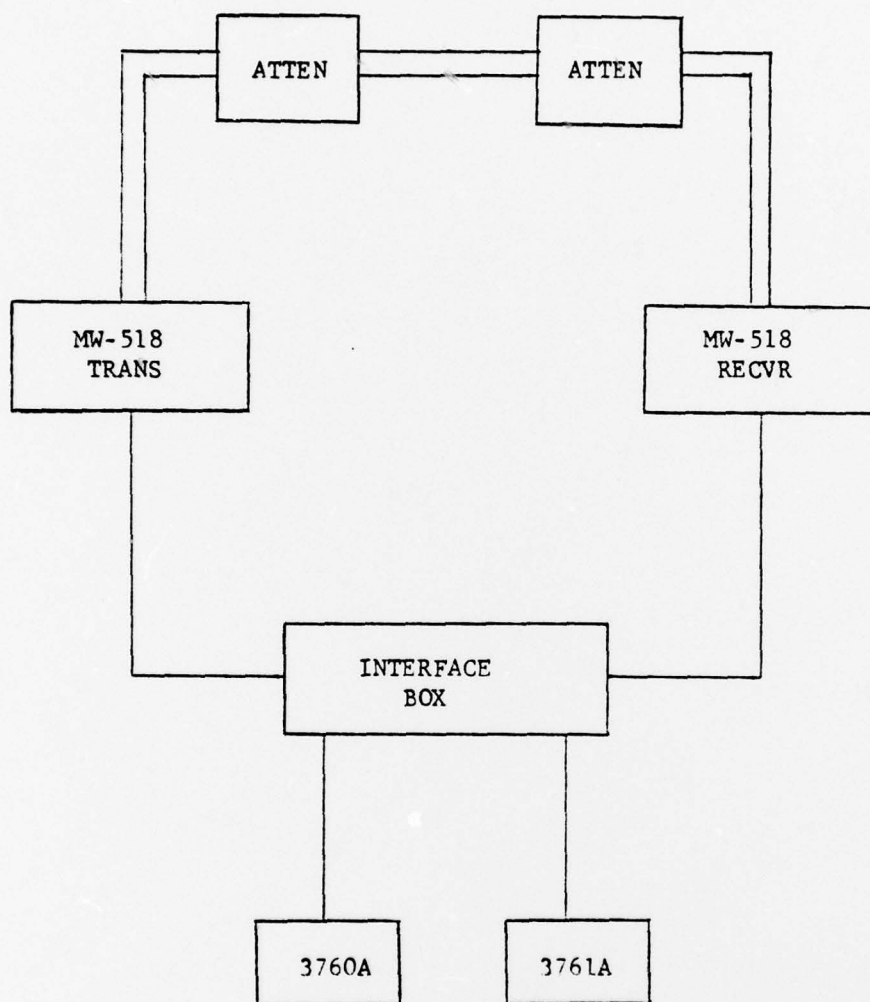 ATTEN
ATTEN
MW-518
TRANS
MW-518
RECVR
INTERFACE
BOX
3760A
3761A